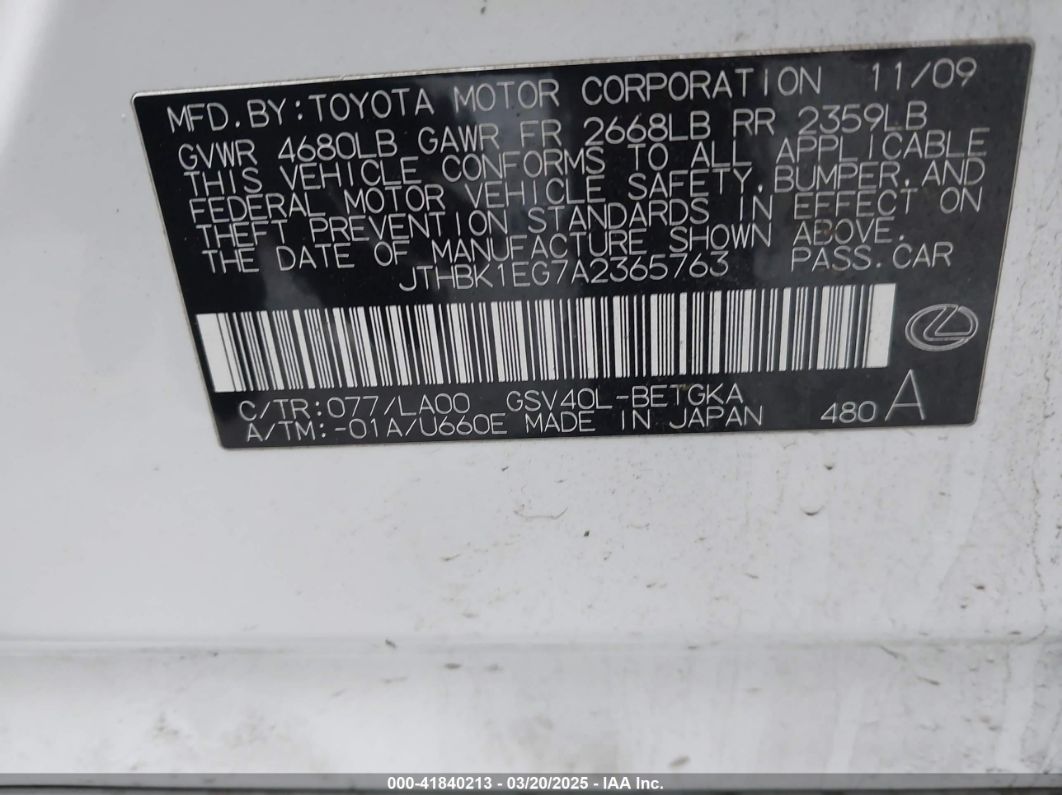 MFD.BY:TOYOTA MOTOR CORPORATION 11/09
GVWR 4680LB GAWR FR 2668LB RR 2359LB
THIS VEHICLE CONFORMS TO ALL APPLICABLE
FEDERAL MOTOR VEHICLE SAFETY,BUMPER,AND
THEFT PREVENTION STANDARDS IN EFFECT ON
THE DATE OF MANUFACTURE SHOWN ABOVE.
JTHBK1EG7A2365763 PASS.CAR
C/TR:077/LA00 GSV40L-BETGKA
A/TM:-01A/U660E MADE IN JAPAN 480 A
000-41840213 - 03/20/2025 - IAA Inc.